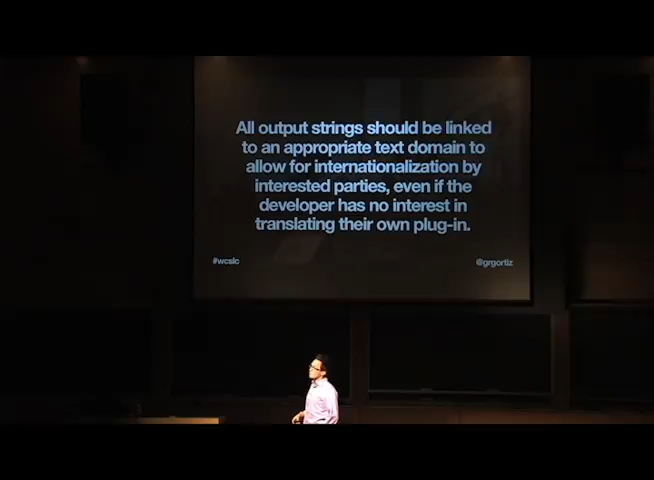 All output strings should be linked
to an appropriate text domain to
allow for internationalization by
interested parties, even if the
developer has no interest in
translating their own plug-in.
#wcslc
@grgortiz